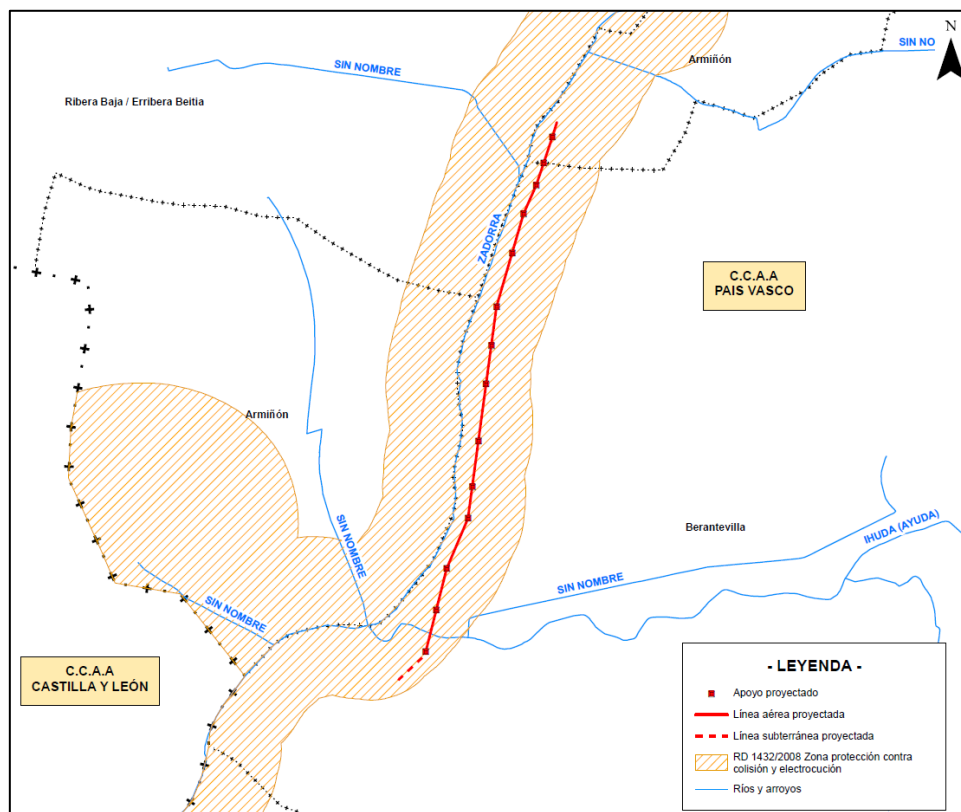 N
SIN NO
Armiñón
SIN NOMBRE
Ribera Baja / Erribera Beitia
ZADORRA
C.C.A.A
PAIS VASCO
Armiñón
SIN NOMBRE
Berantevilla
IHUDA (AYUDA)
SIN NOMBRE
SIN NOMBRE
C.C.A.A
CASTILLA Y LEÓN
- LEYENDA -
Apoyo proyectado
Línea aérea proyectada
Línea subterránea proyectada
RD 1432/2008 Zona protección contra
colisión y electrocución
Ríos y arroyos